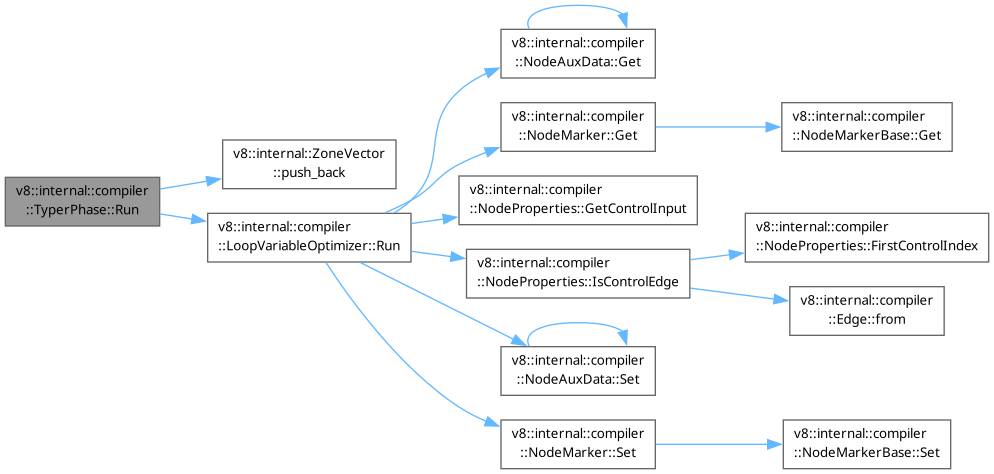 v8::internal::compiler
::TyperPhase::Run
v8::internal::ZoneVector
::push_back
v8::internal::compiler
::LoopVariableOptimizer::Run
v8::internal::compiler
::NodeAuxData::Get
v8::internal::compiler
::NodeMarker::Get
v8::internal::compiler
::NodeMarkerBase::Get
v8::internal::compiler
::NodeProperties::GetControlInput
v8::internal::compiler
::NodeProperties::IsControlEdge
v8::internal::compiler
::NodeProperties::FirstControlIndex
v8::internal::compiler
::Edge::from
v8::internal::compiler
::NodeAuxData::Set
v8::internal::compiler
::NodeMarker::Set
v8::internal::compiler
::NodeMarkerBase::Set